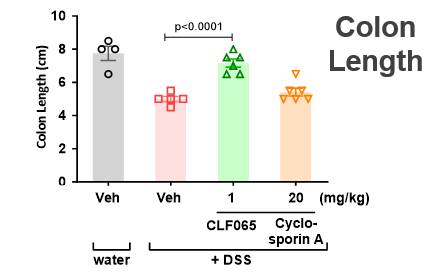 Colon
Length
p<0.0001
Colon Length (cm)
10
8
6
4
2
0
Veh Veh 1 20 (mg/kg)
CLF065 Cyclo-
sporin A
water + DSS